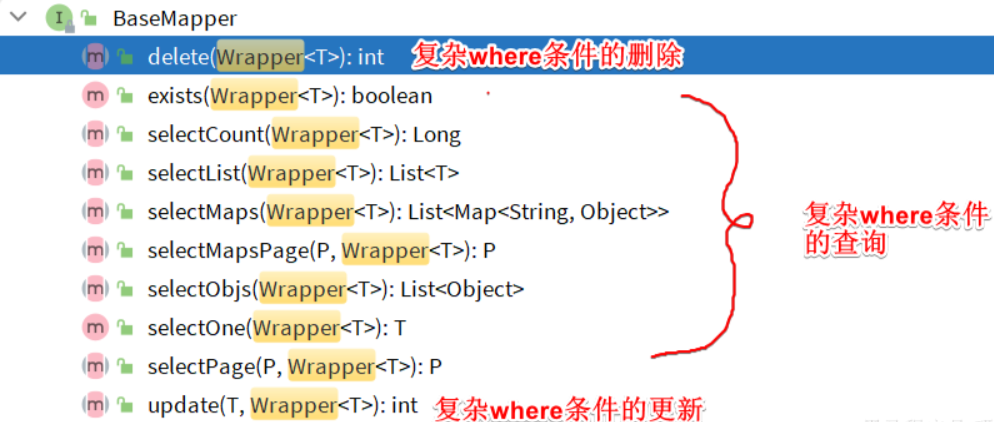 BaseMapper
delete(Wrapper<T>): int 复杂where条件的删除
exists(Wrapper<T>): boolean
selectCount(Wrapper<T>): Long
selectList(Wrapper<T>): List<T>
selectMaps(Wrapper<T>): List<Map<String, Object>>
复杂where条件
的查询
selectMapsPage(P, Wrapper<T>): P
selectObjs(Wrapper<T>): List<Object>
selectOne(Wrapper<T>): T
selectPage(P, Wrapper<T>): P
update(T, Wrapper<T>): int 复杂where条件的更新